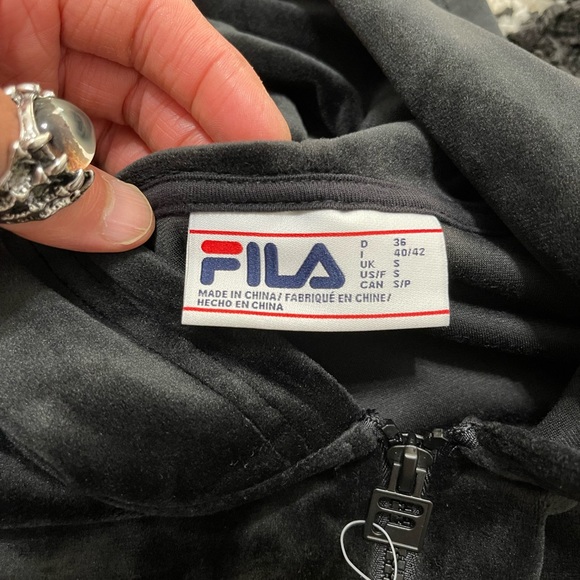 FILA
D 36
I 40/42
UK S
US/F S
CAN S/P
MADE IN CHINA/ FABRIQUÉ EN CHINE/
HECHO EN CHINA